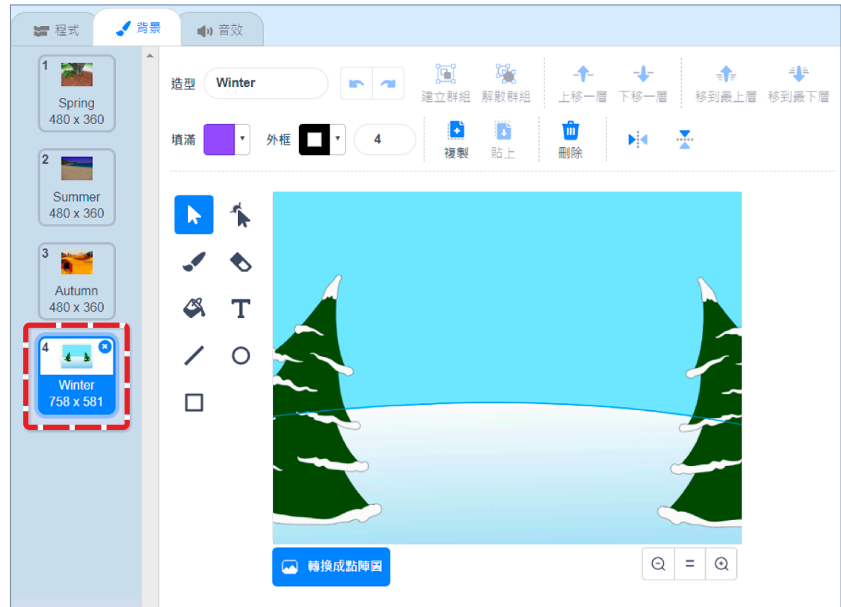 程式 背景 音效
1
Spring
480 x 360
2
Summer
480 x 360
3
Autumn
480 x 360
4
Winter
758 x 581
造型 Winter
建立群組 解散群組 上移一層 下移一層 移到最上層 移到最下層
填滿 外框 4
複製 貼上 刪除
T
轉換成點陣圖